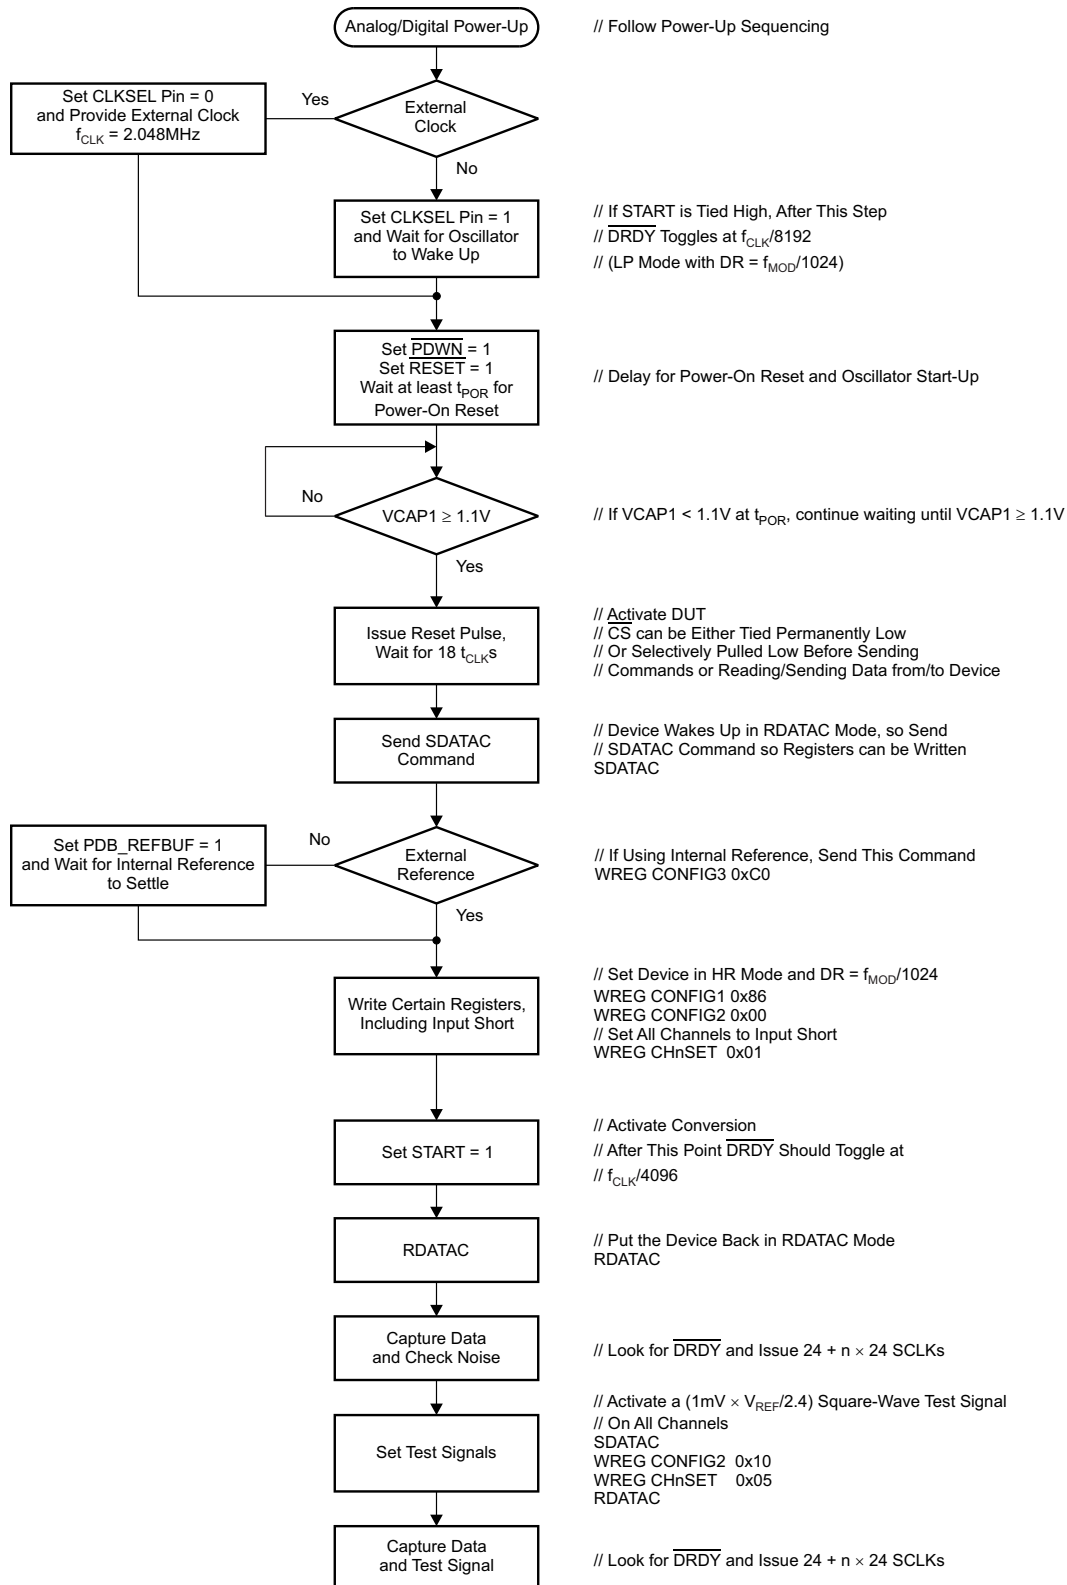 Analog/Digital Power-Up
// Follow Power-Up Sequencing
Set CLKSEL Pin = 0
and Provide External Clock
fCLK = 2.048MHz
Yes
External
Clock
No
Set CLKSEL Pin = 1
and Wait for Oscillator
to Wake Up
// If START is Tied High, After This Step
// DRDY Toggles at fCLK/8192
// (LP Mode with DR = fMOD/1024)
Set PDWN = 1
Set RESET = 1
Wait at least tPOR for
Power-On Reset
// Delay for Power-On Reset and Oscillator Start-Up
No
VCAP1 ≥ 1.1V
// If VCAP1 < 1.1V at tPOR, continue waiting until VCAP1 ≥ 1.1V
Yes
Issue Reset Pulse,
Wait for 18 tCLKs
// Activate DUT
// CS can be Either Tied Permanently Low
// Or Selectively Pulled Low Before Sending
// Commands or Reading/Sending Data from/to Device
Send SDATAC
Command
// Device Wakes Up in RDATAC Mode, so Send
// SDATAC Command so Registers can be Written
SDATAC
Set PDB_REFBUF = 1
and Wait for Internal Reference
to Settle
No
External
Reference
Yes
// If Using Internal Reference, Send This Command
WREG CONFIG3 0xC0
Write Certain Registers,
Including Input Short
// Set Device in HR Mode and DR = fMOD/1024
WREG CONFIG1 0x86
WREG CONFIG2 0x00
// Set All Channels to Input Short
WREG CHnSET 0x01
Set START = 1
// Activate Conversion
// After This Point DRDY Should Toggle at
// fCLK/4096
RDATAC
// Put the Device Back in RDATAC Mode
RDATAC
Capture Data
and Check Noise
// Look for DRDY and Issue 24 + n × 24 SCLKs
Set Test Signals
// Activate a (1mV × VREF/2.4) Square-Wave Test Signal
// On All Channels
SDATAC
WREG CONFIG2 0x10
WREG CHnSET 0x05
RDATAC
Capture Data
and Test Signal
// Look for DRDY and Issue 24 + n × 24 SCLKs